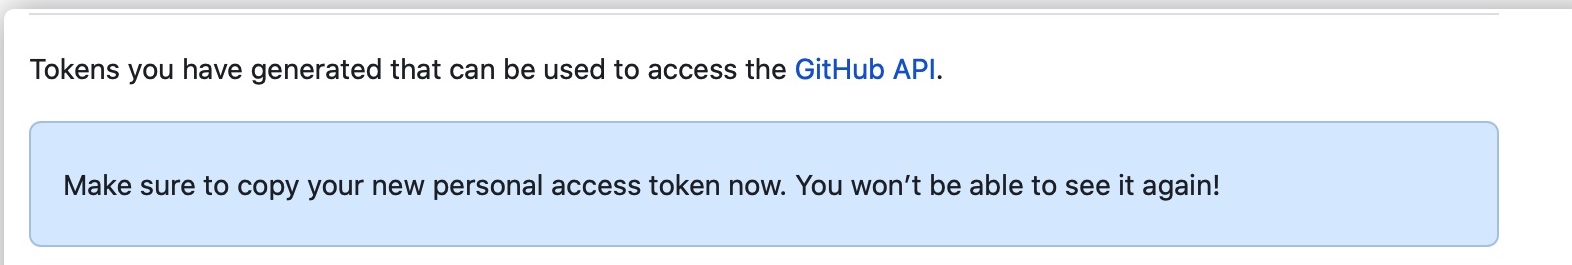 Tokens you have generated that can be used to access the GitHub API.
Make sure to copy your new personal access token now. You won’t be able to see it again!